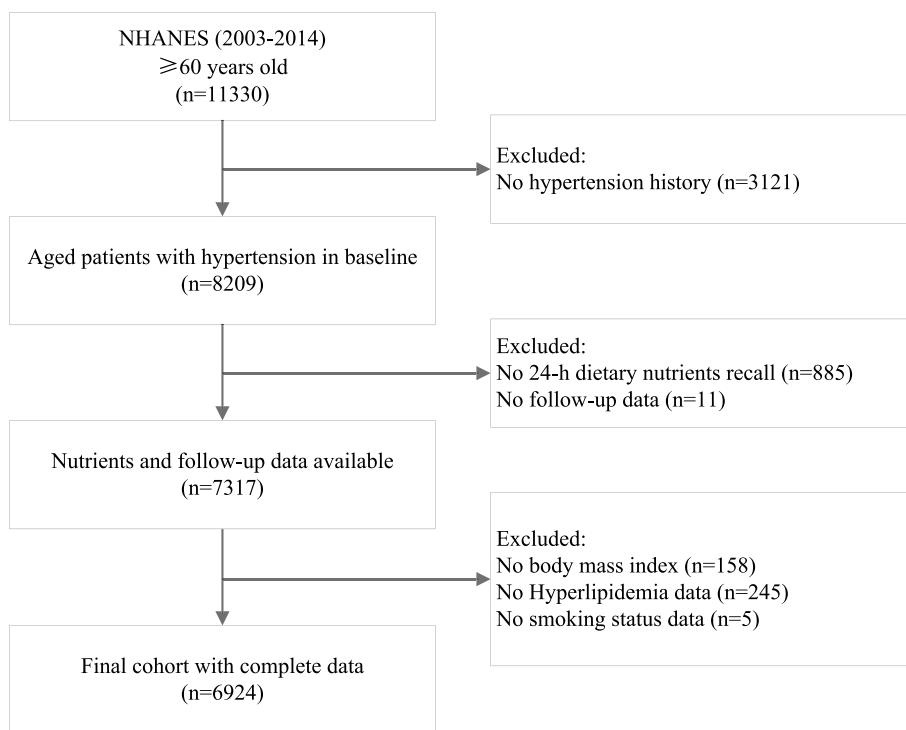 NHANES (2003-2014)
≥60 years old
(n=11330)
Excluded:
No hypertension history (n=3121)
Aged patients with hypertension in baseline
(n=8209)
Excluded:
No 24-h dietary nutrients recall (n=885)
No follow-up data (n=11)
Nutrients and follow-up data available
(n=7317)
Excluded:
No body mass index (n=158)
No Hyperlipidemia data (n=245)
No smoking status data (n=5)
Final cohort with complete data
(n=6924)